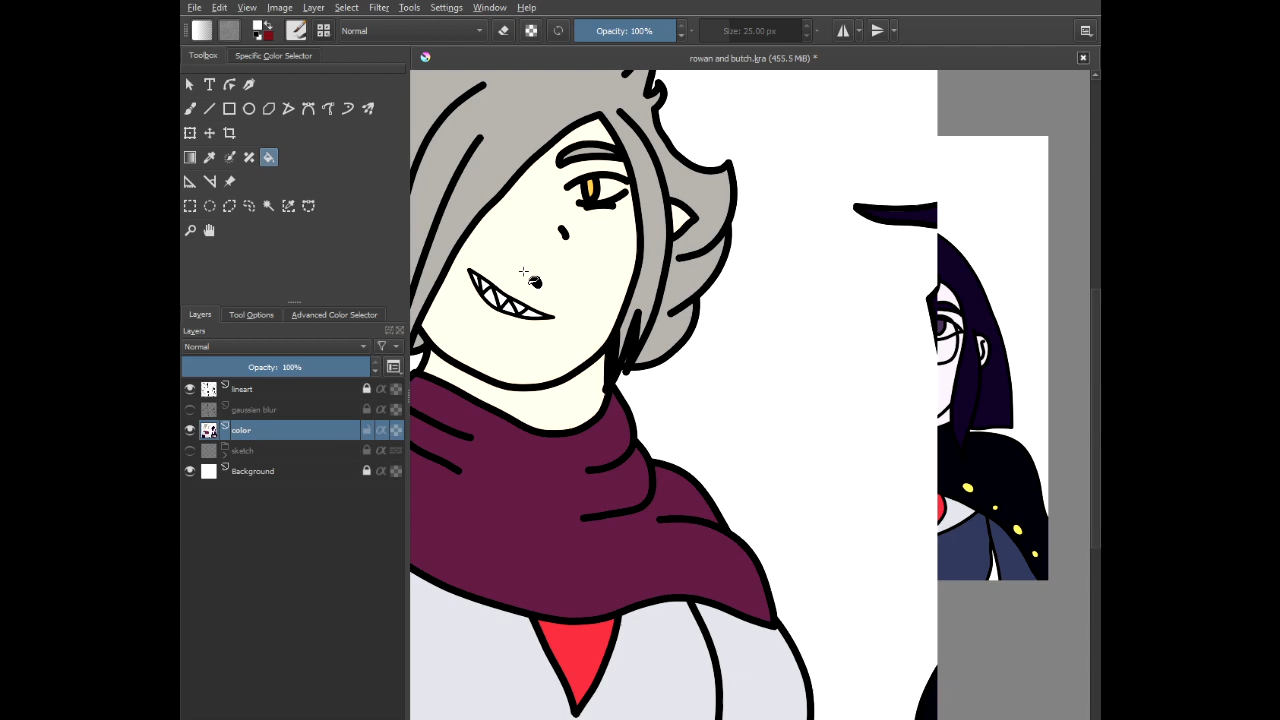 File Edit View Image Layer Select Filter Tools Settings Window Help
Normal Opacity: 100% Size: 25.00 px
Toolbox Specific Color Selector
rowan and butch.kra (455.5 MiB) *
Layers Tool Options Advanced Color Selector
Layers
Normal
Opacity: 100%
lineart
gaussian blur
color
sketch
Background